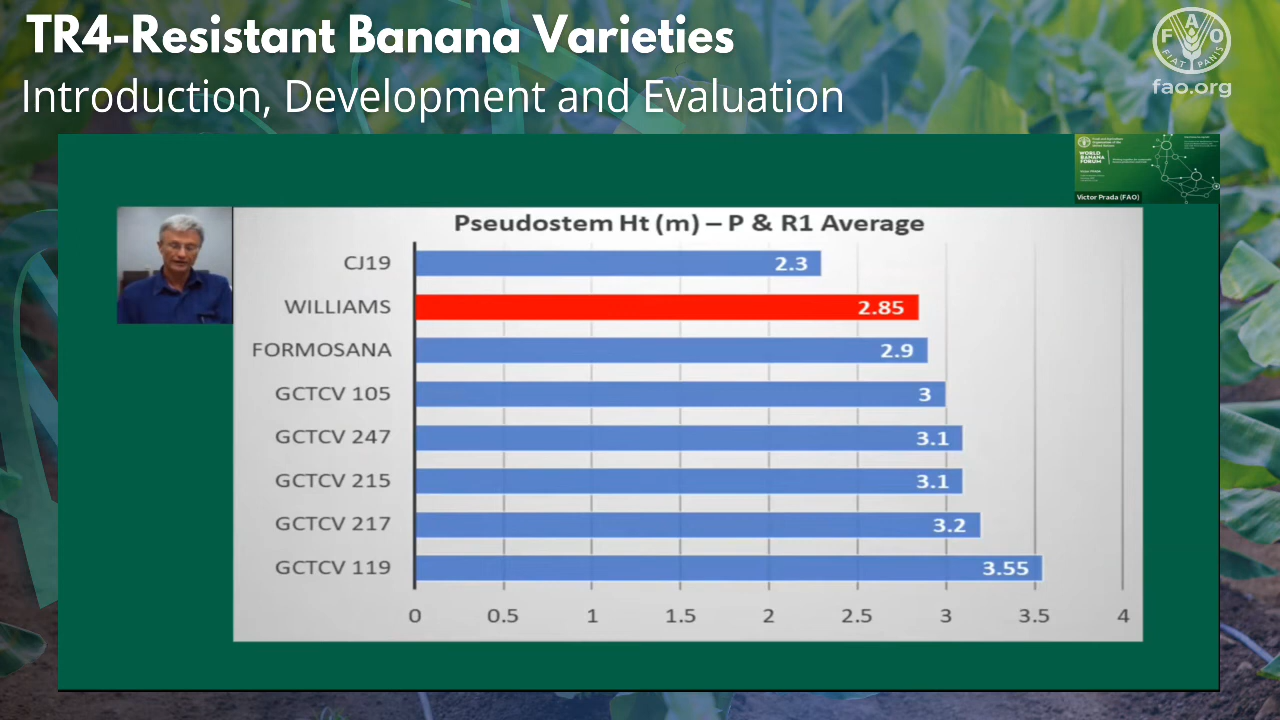 TR4-Resistant Banana Varieties
Introduction, Development and Evaluation
FAO
FIAT PANIS
fao.org
WORLD
BANANA
FORUM
Victor Prada (FAO)
Pseudostem Ht (m) – P & R1 Average
CJ19 2.3
WILLIAMS 2.85
FORMOSANA 2.9
GCTCV 105 3
GCTCV 247 3.1
GCTCV 215 3.1
GCTCV 217 3.2
GCTCV 119 3.55
0 0.5 1 1.5 2 2.5 3 3.5 4